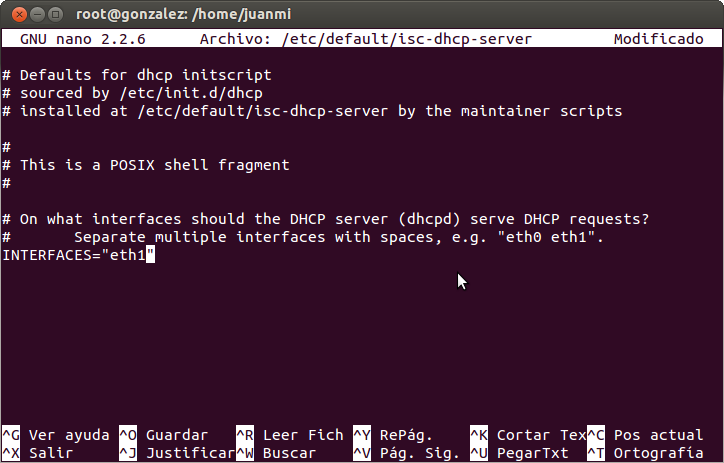 root@gonzalez: /home/juanmi
GNU nano 2.2.6 Archivo: /etc/default/isc-dhcp-server Modificado
# Defaults for dhcp initscript
# sourced by /etc/init.d/dhcp
# installed at /etc/default/isc-dhcp-server by the maintainer scripts
#
# This is a POSIX shell fragment
#
# On what interfaces should the DHCP server (dhcpd) serve DHCP requests?
# Separate multiple interfaces with spaces, e.g. "eth0 eth1".
INTERFACES="eth1"
^G Ver ayuda ^O Guardar ^R Leer Fich ^Y RePág. ^K Cortar Tex ^C Pos actual
^X Salir ^J Justificar ^W Buscar ^V Pág. Sig. ^U PegarTxt ^T Ortografía